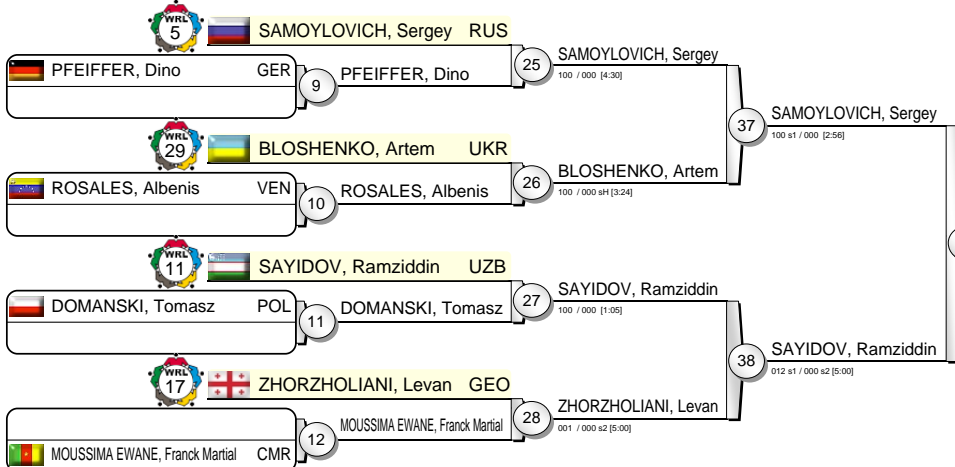 WRL
5
SAMOYLOVICH, Sergey RUS
PFEIFFER, Dino GER
9
PFEIFFER, Dino
25
SAMOYLOVICH, Sergey
100 / 000 [4:30]
WRL
29
BLOSHENKO, Artem UKR
ROSALES, Albenis VEN
10
ROSALES, Albenis
26
BLOSHENKO, Artem
100 / 000 sH [3:24]
37
SAMOYLOVICH, Sergey
100 s1 / 000 [2:56]
WRL
11
SAYIDOV, Ramziddin UZB
DOMANSKI, Tomasz POL
11
DOMANSKI, Tomasz
27
SAYIDOV, Ramziddin
100 / 000 [1:05]
WRL
17
ZHORZHOLIANI, Levan GEO
MOUSSIMA EWANE, Franck Martial CMR
12
MOUSSIMA EWANE, Franck Martial
28
ZHORZHOLIANI, Levan
001 / 000 s2 [5:00]
38
SAYIDOV, Ramziddin
012 s1 / 000 s2 [5:00]